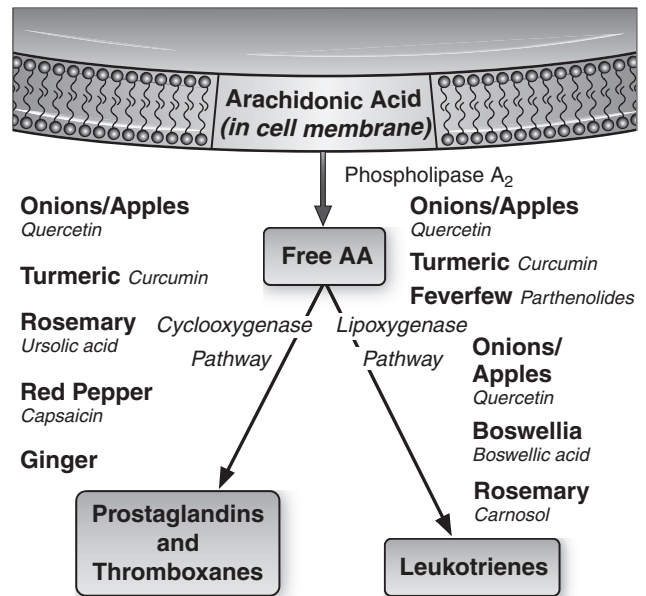 Arachidonic Acid
(in cell membrane)
Phospholipase A2
Onions/Apples
Quercetin
Turmeric Curcumin
Rosemary
Ursolic acid
Red Pepper
Capsaicin
Ginger
Free AA
Onions/Apples
Quercetin
Turmeric Curcumin
Feverfew Parthenolides
Cyclooxygenase
Pathway
Lipoxygenase
Pathway
Onions/
Apples
Quercetin
Boswellia
Boswellic acid
Rosemary
Carnosol
Prostaglandins
and
Thromboxanes
Leukotrienes